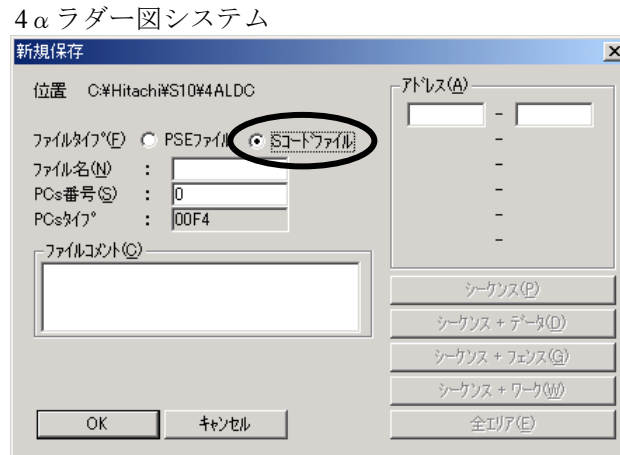 4αラダー図システム
新規保存
位置 C:¥Hitachi¥S10¥4ALDC
ファイルタイプ(F) PSEファイル Sコードファイル
ファイル名(N) :
PCs番号(S) : 0
PCsタイプ : 00F4
ファイルコメント(C)
OK キャンセル
アドレス(A)
-
-
-
-
-
シーケンス(P)
シーケンス + データ(D)
シーケンス + フェンス(G)
シーケンス + ワーク(W)
全エリア(E)